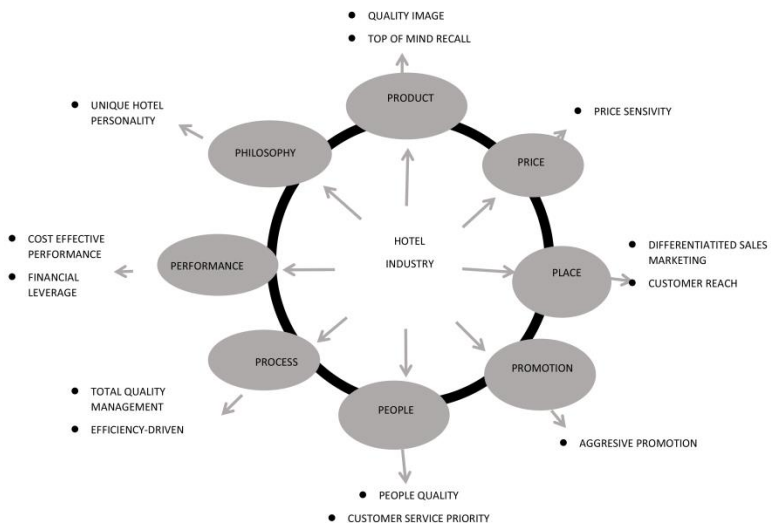 QUALITY IMAGE
TOP OF MIND RECALL
PRODUCT
UNIQUE HOTEL
PERSONALITY
PHILOSOPHY
PRICE SENSIVITY
PRICE
HOTEL
INDUSTRY
COST EFFECTIVE
PERFORMANCE
FINANCIAL
LEVERAGE
PERFORMANCE
DIFFERENTIATITED SALES
MARKETING
CUSTOMER REACH
PLACE
PROCESS
PROMOTION
TOTAL QUALITY
MANAGEMENT
EFFICIENCY-DRIVEN
PEOPLE
AGGRESIVE PROMOTION
PEOPLE QUALITY
CUSTOMER SERVICE PRIORITY